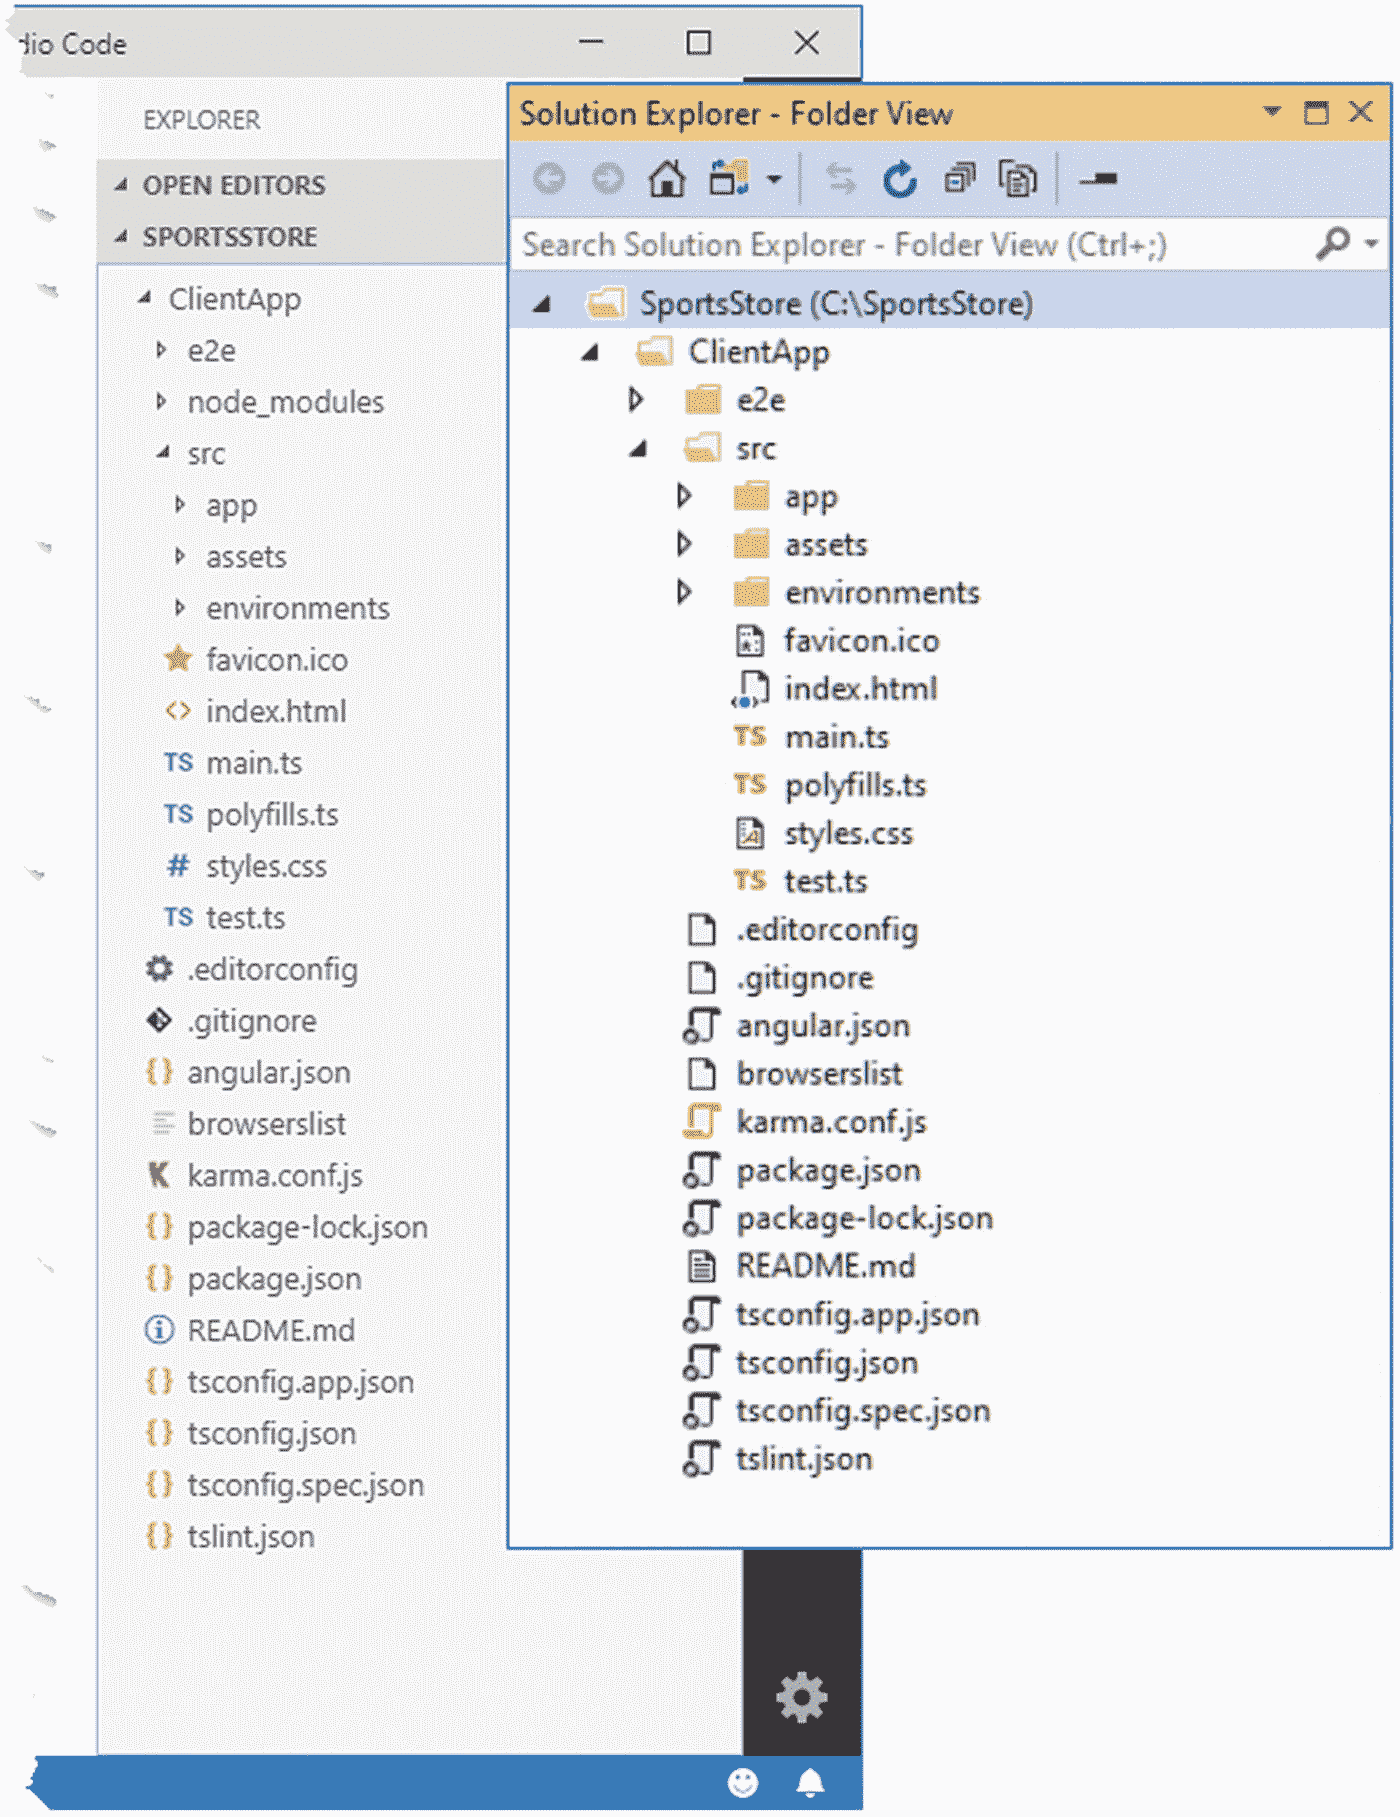 dio Code
EXPLORER
OPEN EDITORS
SPORTSSTORE
ClientApp
e2e
node_modules
src
app
assets
environments
favicon.ico
<> index.html
TS main.ts
TS polyfills.ts
# styles.css
TS test.ts
.editorconfig
.gitignore
{} angular.json
browserslist
K karma.conf.js
{} package-lock.json
{} package.json
README.md
{} tsconfig.app.json
{} tsconfig.json
{} tsconfig.spec.json
{} tslint.json
Solution Explorer - Folder View
Search Solution Explorer - Folder View (Ctrl+;)
SportsStore (C:\SportsStore)
ClientApp
e2e
src
app
assets
environments
favicon.ico
index.html
TS main.ts
TS polyfills.ts
styles.css
TS test.ts
.editorconfig
.gitignore
angular.json
browserslist
karma.conf.js
package.json
package-lock.json
README.md
tsconfig.app.json
tsconfig.json
tsconfig.spec.json
tslint.json